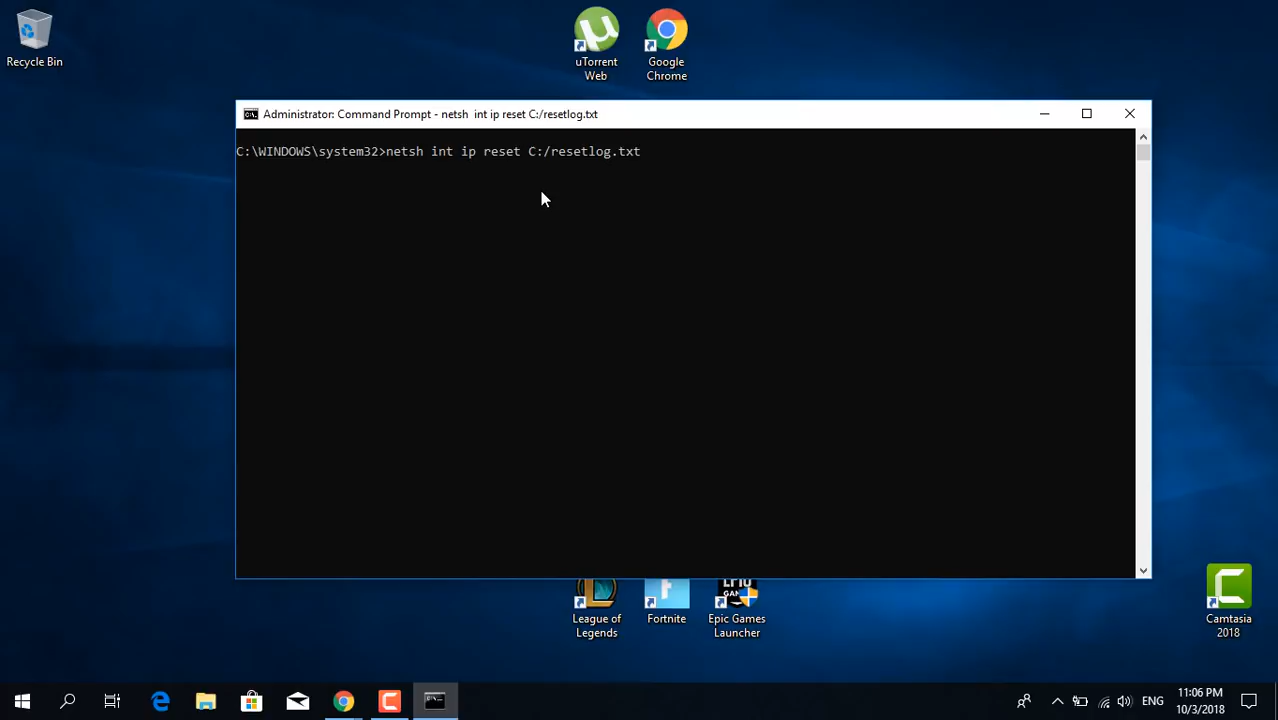 Recycle Bin
uTorrent
Web
Google
Chrome
Administrator: Command Prompt - netsh  int ip reset C:/resetlog.txt
C:\WINDOWS\system32>netsh int ip reset C:/resetlog.txt
League of
Legends
Fortnite
Epic Games
Launcher
Camtasia
2018
ENG
11:06 PM
10/3/2018